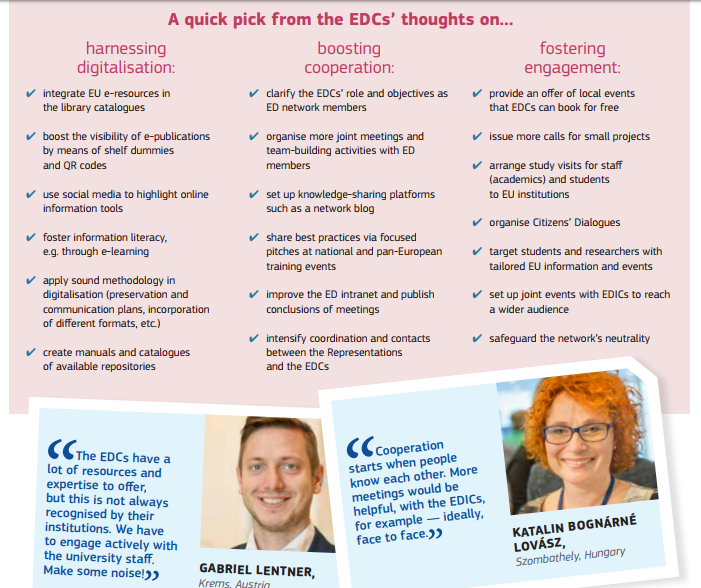 A quick pick from the EDCs' thoughts on...
harnessing
digitalisation:
✔ integrate EU e-resources in
the library catalogues
✔ boost the visibility of e-publications
by means of shelf dummies
and QR codes
✔ use social media to highlight online
information tools
✔ foster information literacy,
e.g. through e-learning
✔ apply sound methodology in
digitalisation (preservation and
communication plans, incorporation
of different formats, etc.)
✔ create manuals and catalogues
of available repositories
boosting
cooperation:
✔ clarify the EDCs' role and objectives as
ED network members
✔ organise more joint meetings and
team-building activities with ED
members
✔ set up knowledge-sharing platforms
such as a network blog
✔ share best practices via focused
pitches at national and pan-European
training events
✔ improve the ED intranet and publish
conclusions of meetings
✔ intensify coordination and contacts
between the Representations
and the EDCs
fostering
engagement:
✔ provide an offer of local events
that EDCs can book for free
✔ issue more calls for small projects
✔ arrange study visits for staff
(academics) and students
to EU institutions
✔ organise Citizens' Dialogues
✔ target students and researchers with
tailored EU information and events
✔ set up joint events with EDICs to reach
a wider audience
✔ safeguard the network's neutrality
“The EDCs have a
lot of resources and
expertise to offer,
but this is not always
recognised by their
institutions. We have
to engage actively with
the university staff.
Make some noise!”
GABRIEL LENTNER,
Krems, Austria
“Cooperation
starts when people
know each other. More
meetings would be
helpful, with the EDICs,
for example — ideally,
face to face.”
KATALIN BOGNÁRNÉ
LOVÁSZ,
Szombathely, Hungary